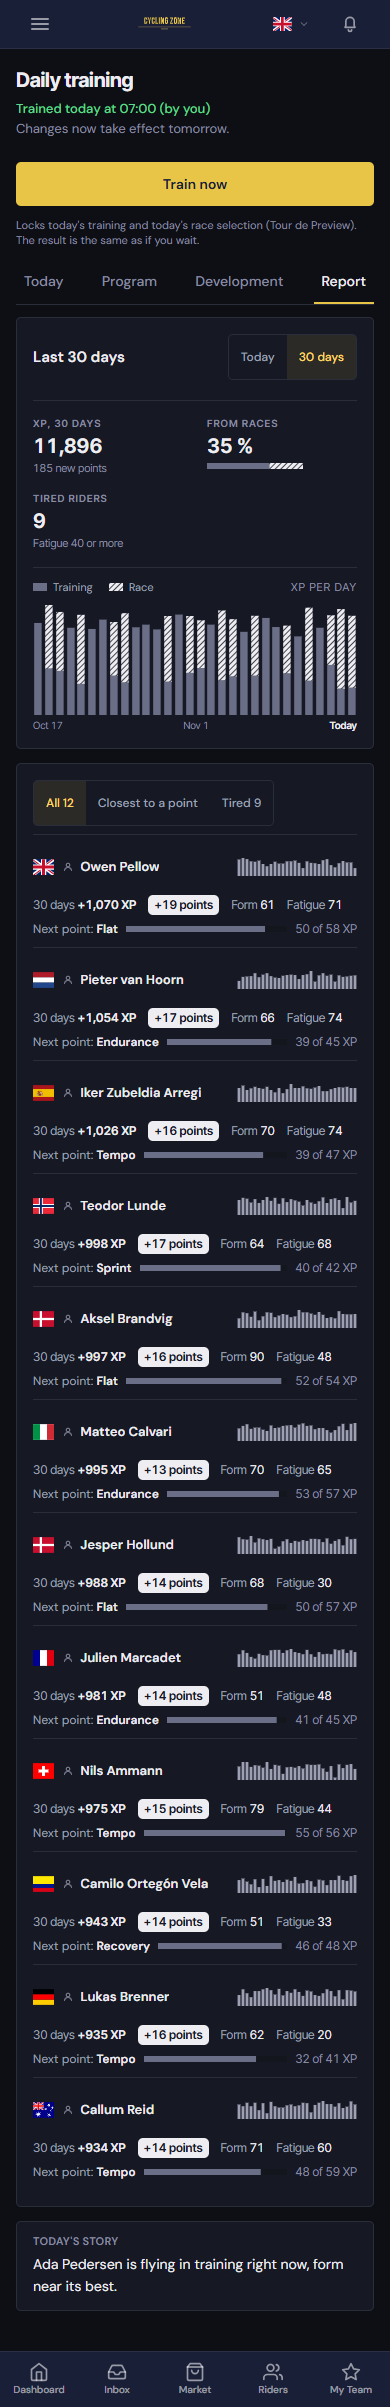 CYCLING ZONE
Daily training
Trained today at 07:00 (by you)
Changes now take effect tomorrow.
Train now
Locks today's training and today's race selection (Tour de Preview).
The result is the same as if you wait.
Today Program Development Report
Last 30 days
Today 30 days
XP, 30 DAYS FROM RACES
11,896 35 %
185 new points
TIRED RIDERS
9
Fatigue 40 or more
Training Race XP PER DAY
Oct 17 Nov 1 Today
All 12 Closest to a point Tired 9
Owen Pellow
30 days +1,070 XP +19 points Form 61 Fatigue 71
Next point: Flat 50 of 58 XP
Pieter van Hoorn
30 days +1,054 XP +17 points Form 66 Fatigue 74
Next point: Endurance 39 of 45 XP
Iker Zubeldia Arregi
30 days +1,026 XP +16 points Form 70 Fatigue 74
Next point: Tempo 39 of 47 XP
Teodor Lunde
30 days +998 XP +17 points Form 64 Fatigue 68
Next point: Sprint 40 of 42 XP
Aksel Brandvig
30 days +997 XP +16 points Form 90 Fatigue 48
Next point: Flat 52 of 54 XP
Matteo Calvari
30 days +995 XP +13 points Form 70 Fatigue 65
Next point: Endurance 53 of 57 XP
Jesper Hollund
30 days +988 XP +14 points Form 68 Fatigue 30
Next point: Flat 50 of 57 XP
Julien Marcadet
30 days +981 XP +14 points Form 51 Fatigue 48
Next point: Endurance 41 of 45 XP
Nils Ammann
30 days +975 XP +15 points Form 79 Fatigue 44
Next point: Tempo 55 of 56 XP
Camilo Ortegón Vela
30 days +943 XP +14 points Form 51 Fatigue 33
Next point: Recovery 46 of 48 XP
Lukas Brenner
30 days +935 XP +16 points Form 62 Fatigue 20
Next point: Tempo 32 of 41 XP
Callum Reid
30 days +934 XP +14 points Form 71 Fatigue 60
Next point: Tempo 48 of 59 XP
TODAY'S STORY
Ada Pedersen is flying in training right now, form
near its best.
Dashboard Inbox Market Riders My Team